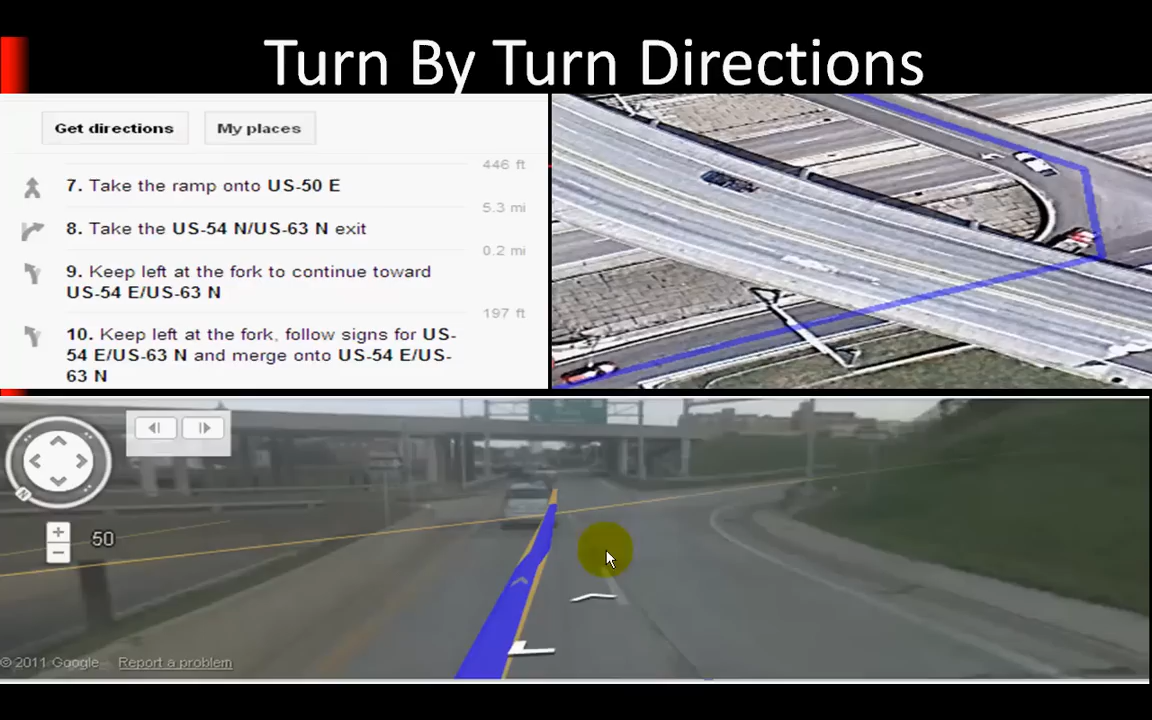 Turn By Turn Directions
Get directions
My places
446 ft
7. Take the ramp onto US-50 E
5.3 mi
8. Take the US-54 N/US-63 N exit
0.2 mi
9. Keep left at the fork to continue toward
US-54 E/US-63 N
197 ft
10. Keep left at the fork, follow signs for US-
54 E/US-63 N and merge onto US-54 E/US-
63 N
N
50
© 2011 Google
Report a problem